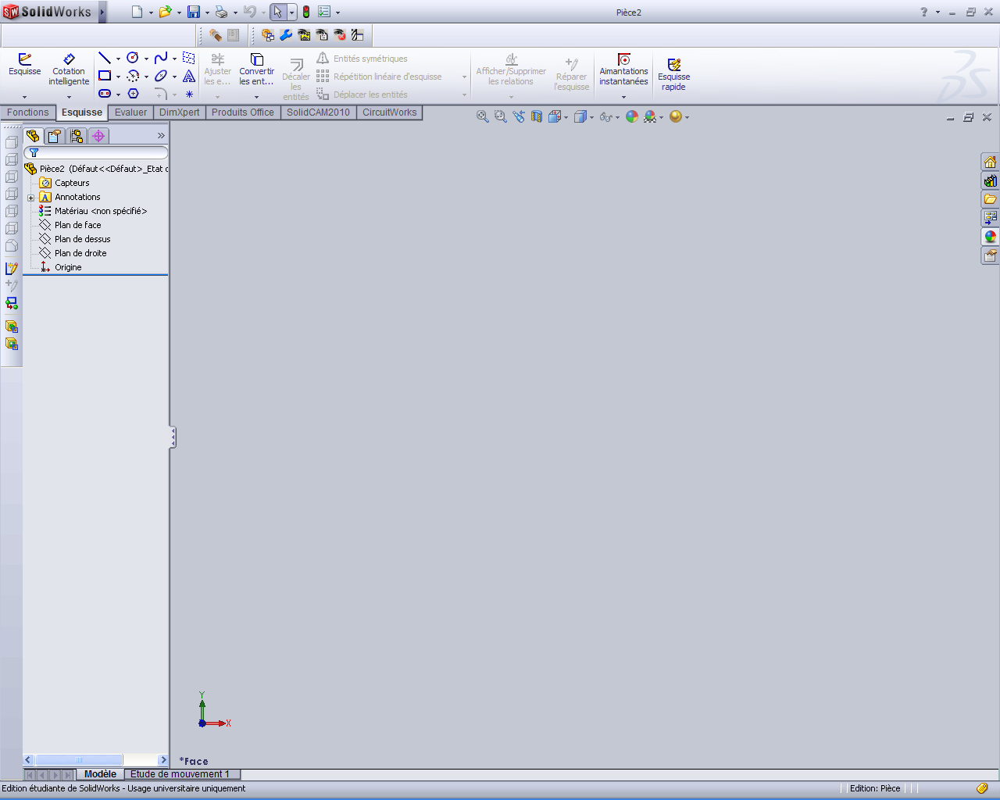 SolidWorks
Pièce2
Esquisse
Cotation intelligente
Ajuster les e...
Convertir les ent...
Décaler les entités
Entités symétriques
Répétition linéaire d'esquisse
Déplacer les entités
Afficher/Supprimer les relations
Réparer l'esquisse
Aimantations instantanées
Esquisse rapide
Fonctions Esquisse Evaluer DimXpert Produits Office SolidCAM2010 CircuitWorks
Pièce2 (Défaut<<Défaut>_Etat d
Capteurs
Annotations
Matériau <non spécifié>
Plan de face
Plan de dessus
Plan de droite
Origine
Y
X
*Face
Modèle Etude de mouvement 1
Edition étudiante de SolidWorks - Usage universitaire uniquement
Edition: Pièce